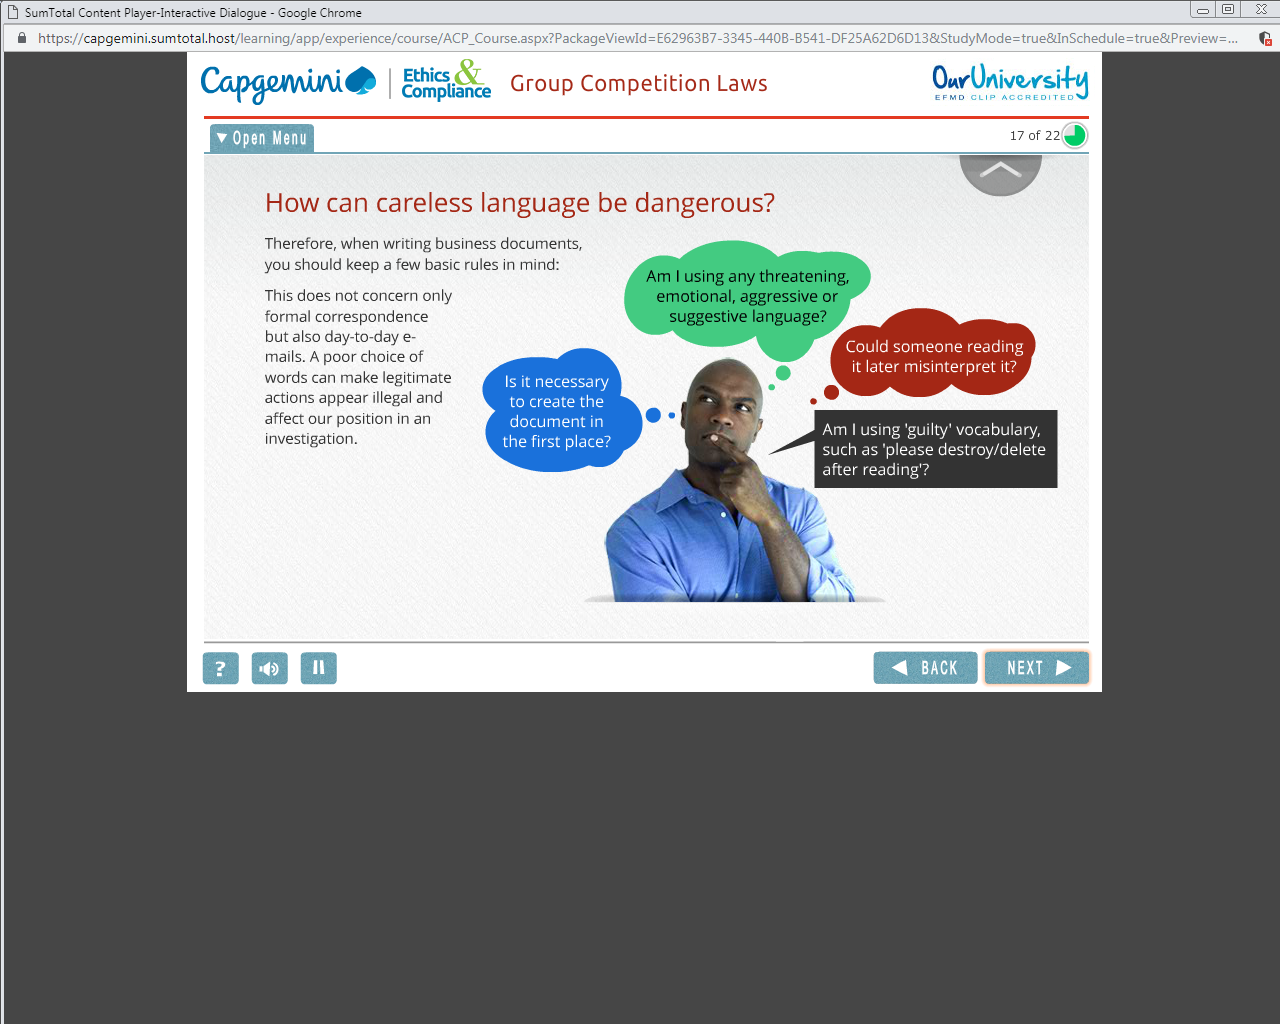 SumTotal Content Player-Interactive Dialogue - Google Chrome
https://capgemini.sumtotal.host/learning/app/experience/course/ACP_Course.aspx?PackageViewId=E62963B7-3345-440B-B541-DF25A62D6D13&StudyMode=true&InSchedule=true&Preview=...
Capgemini
Ethics &
Compliance
Group Competition Laws
OurUniversity
EFMD CLIP ACCREDITED
Open Menu
17 of 22
How can careless language be dangerous?
Therefore, when writing business documents,
you should keep a few basic rules in mind:
This does not concern only
formal correspondence
but also day-to-day e-
mails. A poor choice of
words can make legitimate
actions appear illegal and
affect our position in an
investigation.
Is it necessary
to create the
document in
the first place?
Am I using any threatening,
emotional, aggressive or
suggestive language?
Could someone reading
it later misinterpret it?
Am I using 'guilty' vocabulary,
such as 'please destroy/delete
after reading'?
?
BACK
NEXT